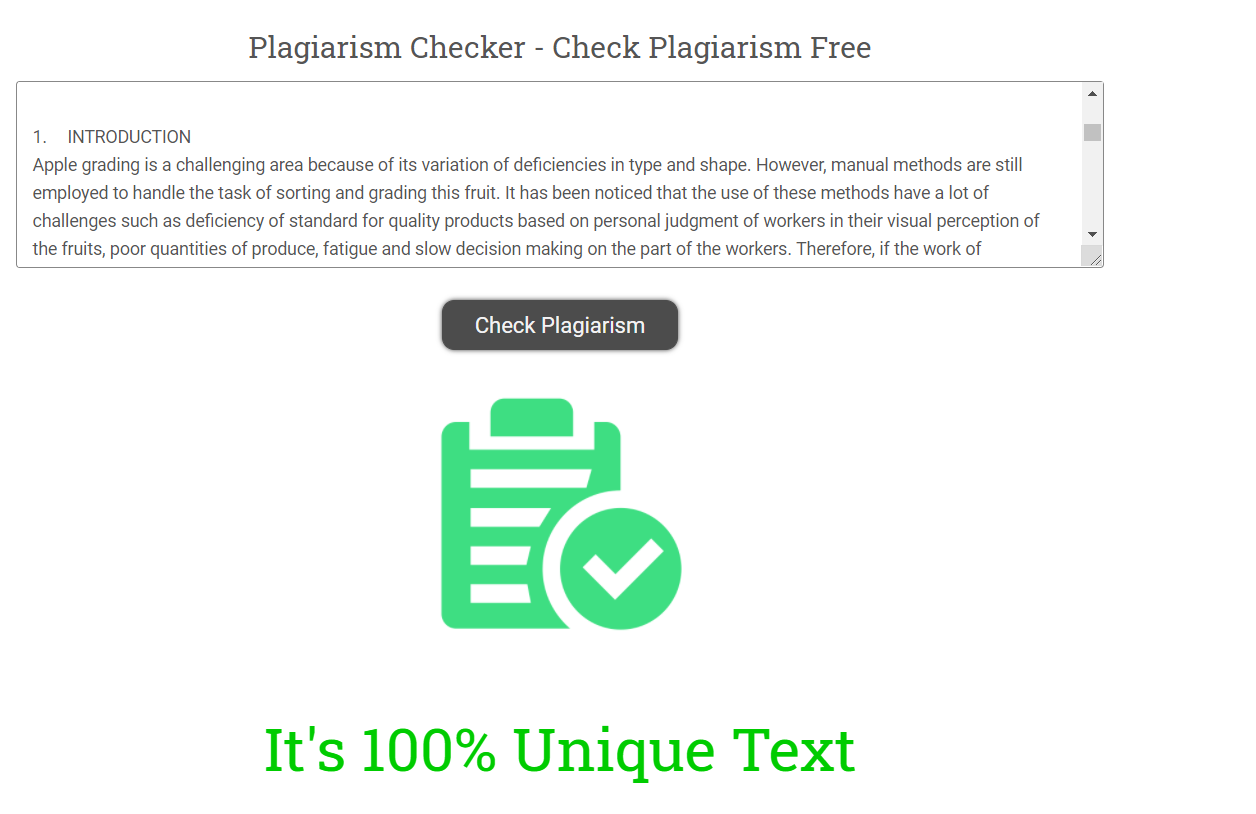 Plagiarism Checker - Check Plagiarism Free
1. INTRODUCTION
Apple grading is a challenging area because of its variation of deficiencies in type and shape. However, manual methods are still
employed to handle the task of sorting and grading this fruit. It has been noticed that the use of these methods have a lot of
challenges such as deficiency of standard for quality products based on personal judgment of workers in their visual perception of
the fruits, poor quantities of produce, fatigue and slow decision making on the part of the workers. Therefore, if the work of
Check Plagiarism
It's 100% Unique Text